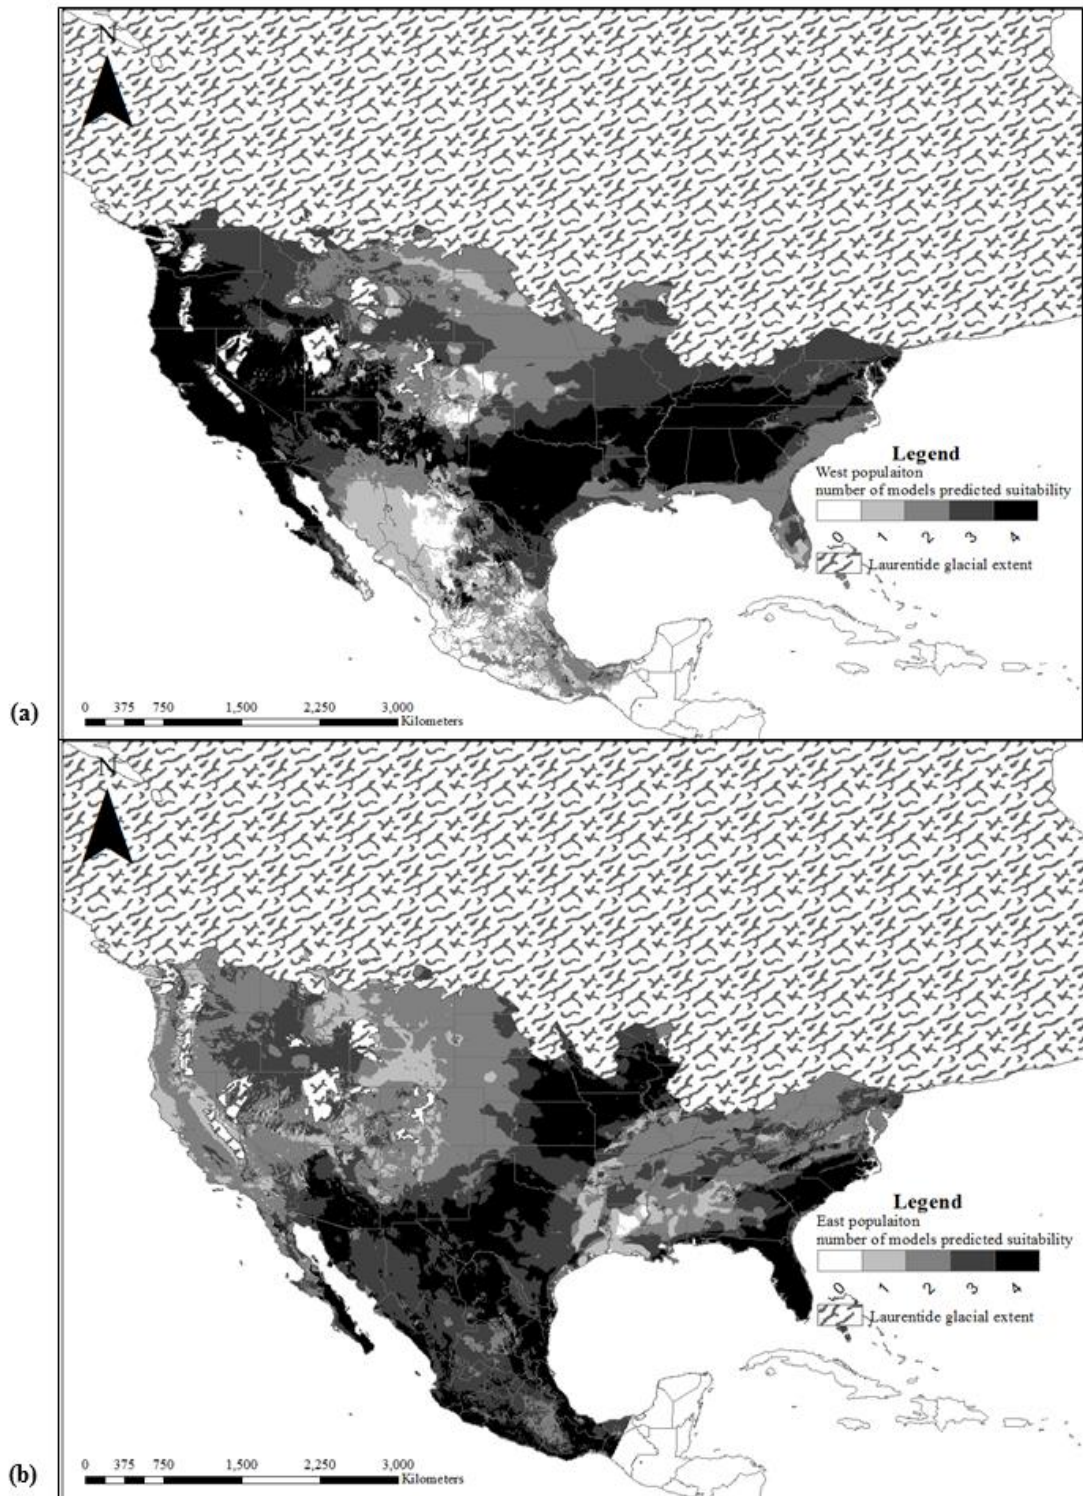 N
Legend
West populaiton
number of models predicted suitability
0 1 2 3 4
Laurentide glacial extent
(a)
0 375 750 1,500 2,250 3,000
Kilometers
N
Legend
East populaiton
number of models predicted suitability
0 1 2 3 4
Laurentide glacial extent
(b)
0 375 750 1,500 2,250 3,000
Kilometers